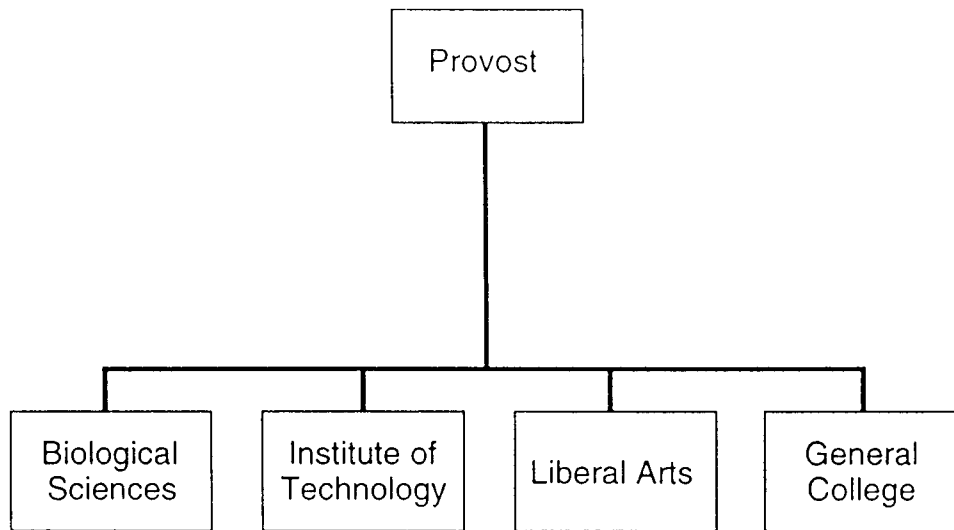 Provost
Biological
Sciences
Institute of
Technology
Liberal Arts
General
College